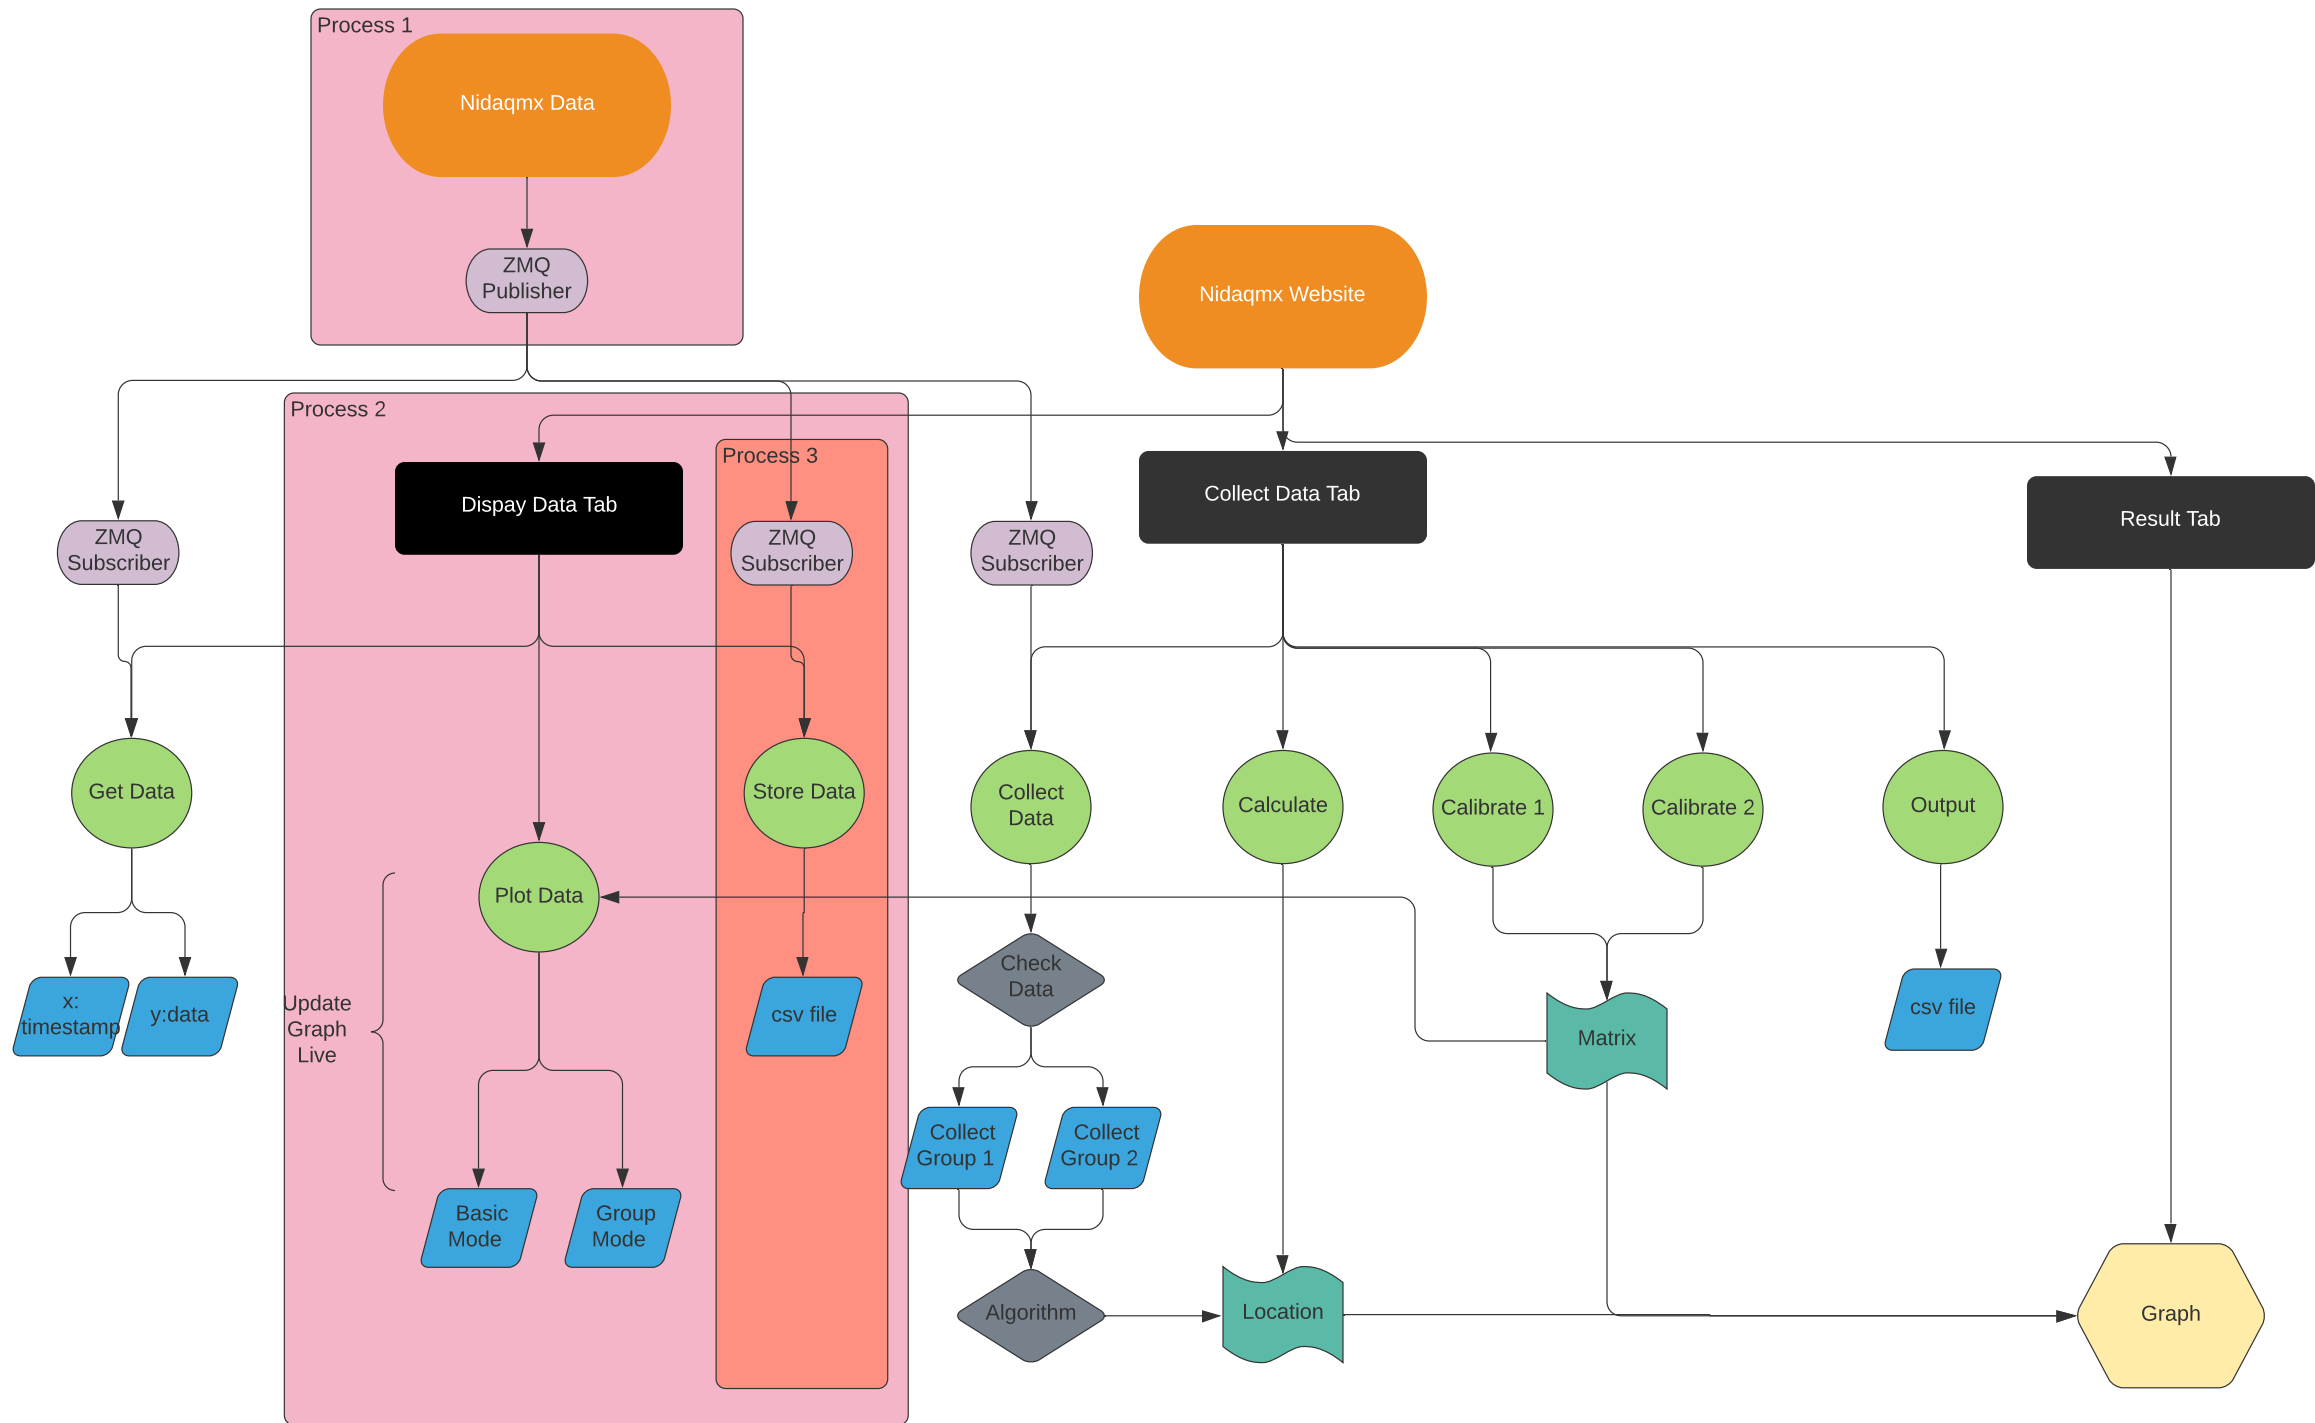 Process 1
Nidaqmx Data
ZMQ
Publisher
Nidaqmx Website
Process 2
Process 3
Dispay Data Tab
Collect Data Tab
Result Tab
ZMQ
Subscriber
ZMQ
Subscriber
ZMQ
Subscriber
Get Data
Store Data
Collect
Data
Calculate
Calibrate 1
Calibrate 2
Output
Plot Data
Check
Data
x:
timestamp
y:data
Update
Graph
Live
csv file
Matrix
csv file
Collect
Group 1
Collect
Group 2
Basic
Mode
Group
Mode
Algorithm
Location
Graph